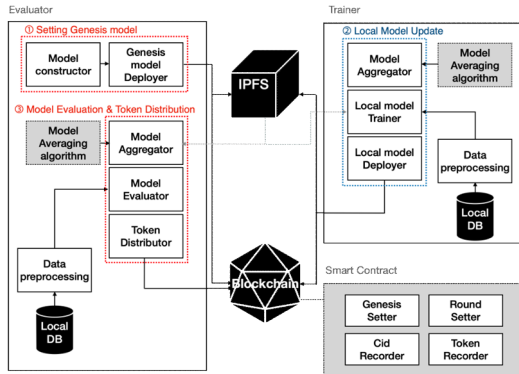 Evaluator
① Setting Genesis model
Model
constructor
Genesis
model
Deployer
③ Model Evaluation & Token Distribution
Model
Averaging
algorithm
Model
Aggregator
Model
Evaluator
Token
Distributor
Data
preprocessing
Local
DB
IPFS
Blockchain
Trainer
② Local Model Update
Model
Aggregator
Model
Averaging
algorithm
Local model
Trainer
Local model
Deployer
Data
preprocessing
Local
DB
Smart Contract
Genesis
Setter
Round
Setter
Cid
Recorder
Token
Recorder